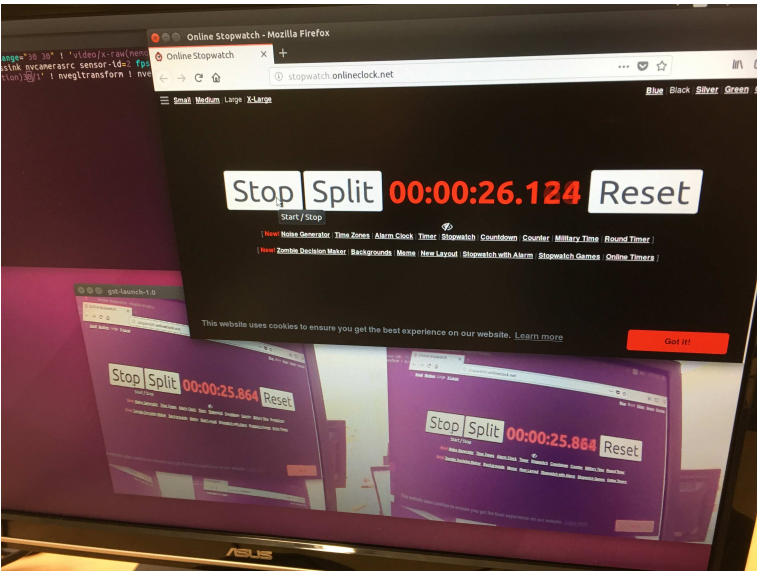 Online Stopwatch - Mozilla Firefox
ange="30 30" ! 'video/x-raw(memo
Online Stopwatch × +
ssink nvcamerasrc sensor-id=2 fps
stopwatch.onlineclock.net
tion)30/1' ! nvegltransform ! nve
Small | Medium | Large | X-Large
Blue | Black Silver Green
Stop Split 00:00:26.124 Reset
Start / Stop
[ New! Noise Generator | Time Zones | Alarm Clock | Timer | Stopwatch | Countdown | Counter | Military Time | Round Timer ]
[ New! Zombie Decision Maker | Backgrounds | Meme | New Layout | Stopwatch with Alarm | Stopwatch Games | Online Timers ]
gst-launch-1.0
This website uses cookies to ensure you get the best experience on our website. Learn more
Got it!
Stop Split 00:00:25.864 Reset
Start / Stop
Stop Split 00:00:25.864 Reset
Start / Stop
ASUS